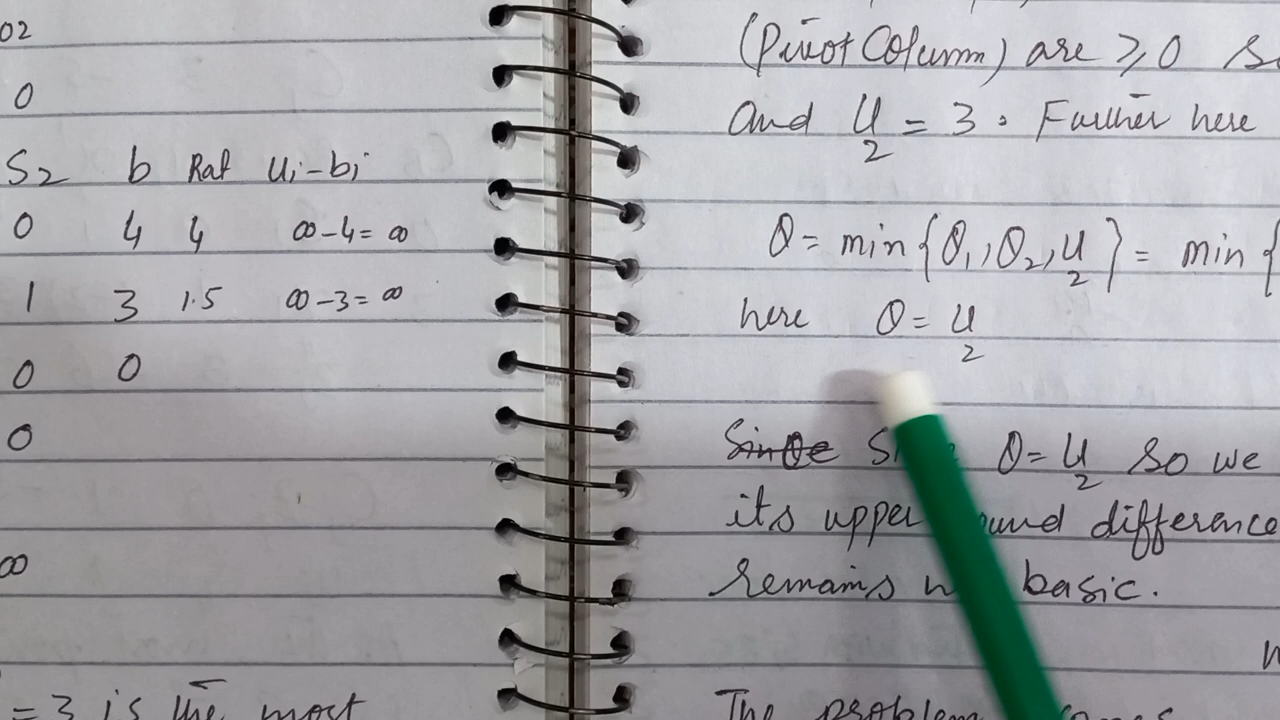 02
0
S2 b Rat Ui-bi
0 4 4 ∞-4= ∞
1 3 1.5 ∞-3= ∞
0 0
0
∞
= 3 is the most
(Pivot Column) are ≥ 0 so
And U2 = 3. Further here
θ = min{θ1, θ2, U2} = min{
here θ = U2
θ = U2 so we
its upper difference
remains basic.
The problem